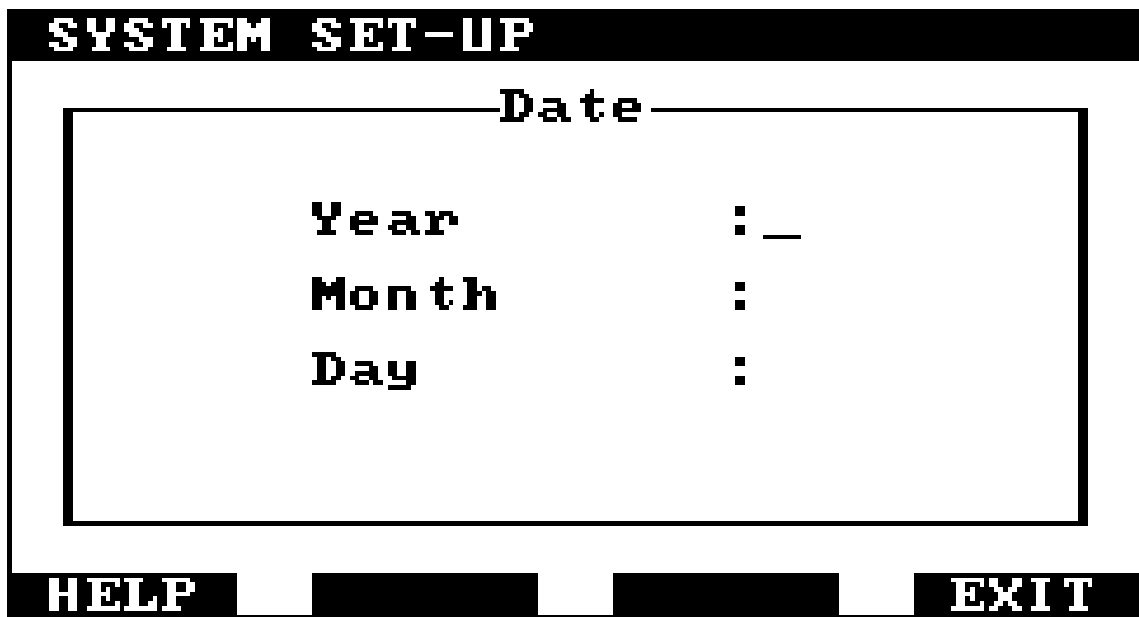 SYSTEM SET-UP
Date
Year :_
Month :
Day :
HELP EXIT